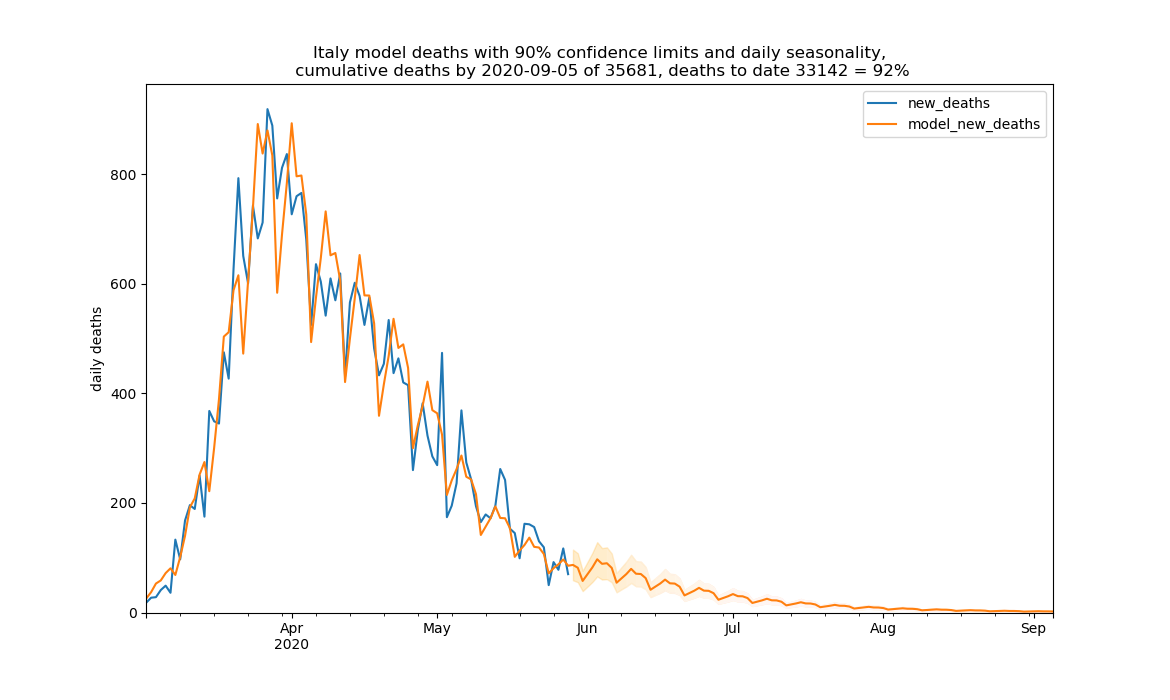 Italy model deaths with 90% confidence limits and daily seasonality,
cumulative deaths by 2020-09-05 of 35681, deaths to date 33142 = 92%
new_deaths
model_new_deaths
daily deaths
800
600
400
200
0
Apr
2020
May
Jun
Jul
Aug
Sep